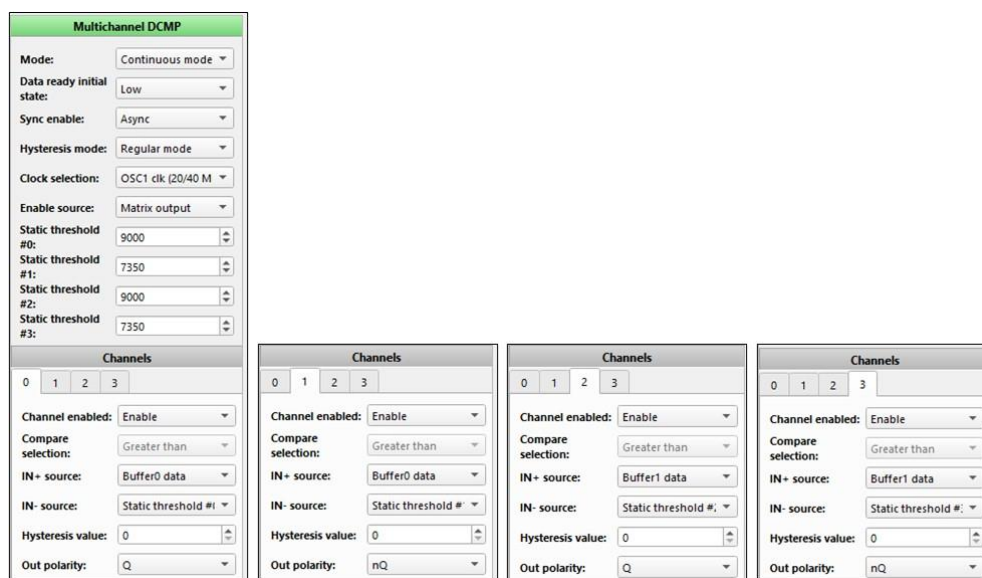 Multichannel DCMP
Mode: Continuous mode
Data ready initial
state: Low
Sync enable: Async
Hysteresis mode: Regular mode
Clock selection: OSC1 clk (20/40 M
Enable source: Matrix output
Static threshold
#0: 9000
Static threshold
#1: 7350
Static threshold
#2: 9000
Static threshold
#3: 7350
Channels
0 1 2 3
Channel enabled: Enable
Compare
selection: Greater than
IN+ source: Buffer0 data
IN- source: Static threshold
Hysteresis value: 0
Out polarity: Q
Channels
0 1 2 3
Channel enabled: Enable
Compare
selection: Greater than
IN+ source: Buffer0 data
IN- source: Static threshold
Hysteresis value: 0
Out polarity: nQ
Channels
0 1 2 3
Channel enabled: Enable
Compare
selection: Greater than
IN+ source: Buffer1 data
IN- source: Static threshold
Hysteresis value: 0
Out polarity: Q
Channels
0 1 2 3
Channel enabled: Enable
Compare
selection: Greater than
IN+ source: Buffer1 data
IN- source: Static threshold
Hysteresis value: 0
Out polarity: nQ